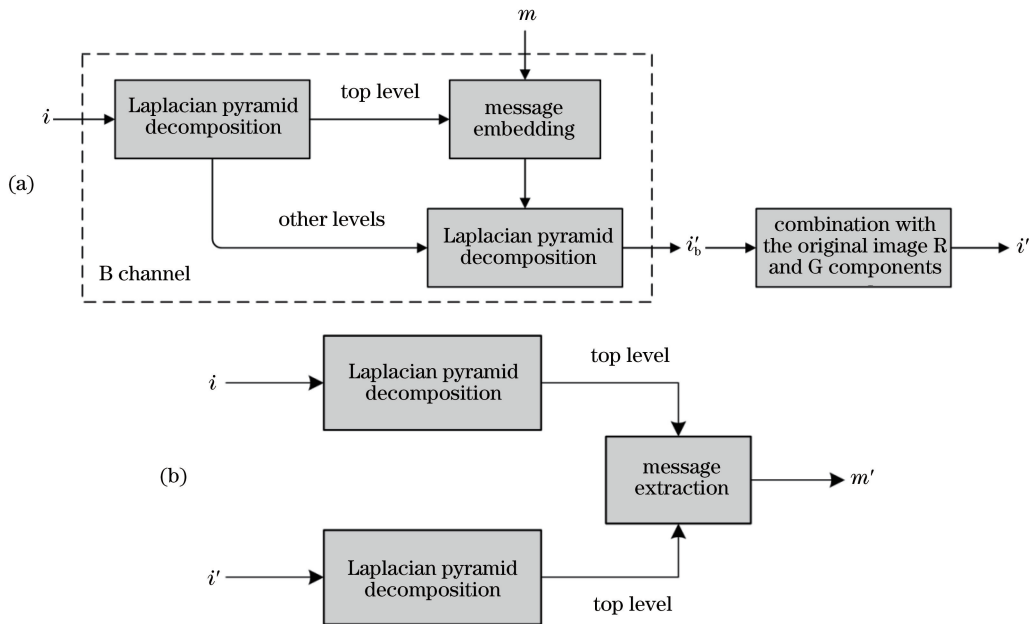 m
i
Laplacian pyramid
decomposition
top level
message
embedding
(a)
other levels
Laplacian pyramid
decomposition
i′b
combination with
the original image R
and G components
i′
B channel
i
Laplacian pyramid
decomposition
top level
(b)
message
extraction
m′
i′
Laplacian pyramid
decomposition
top level